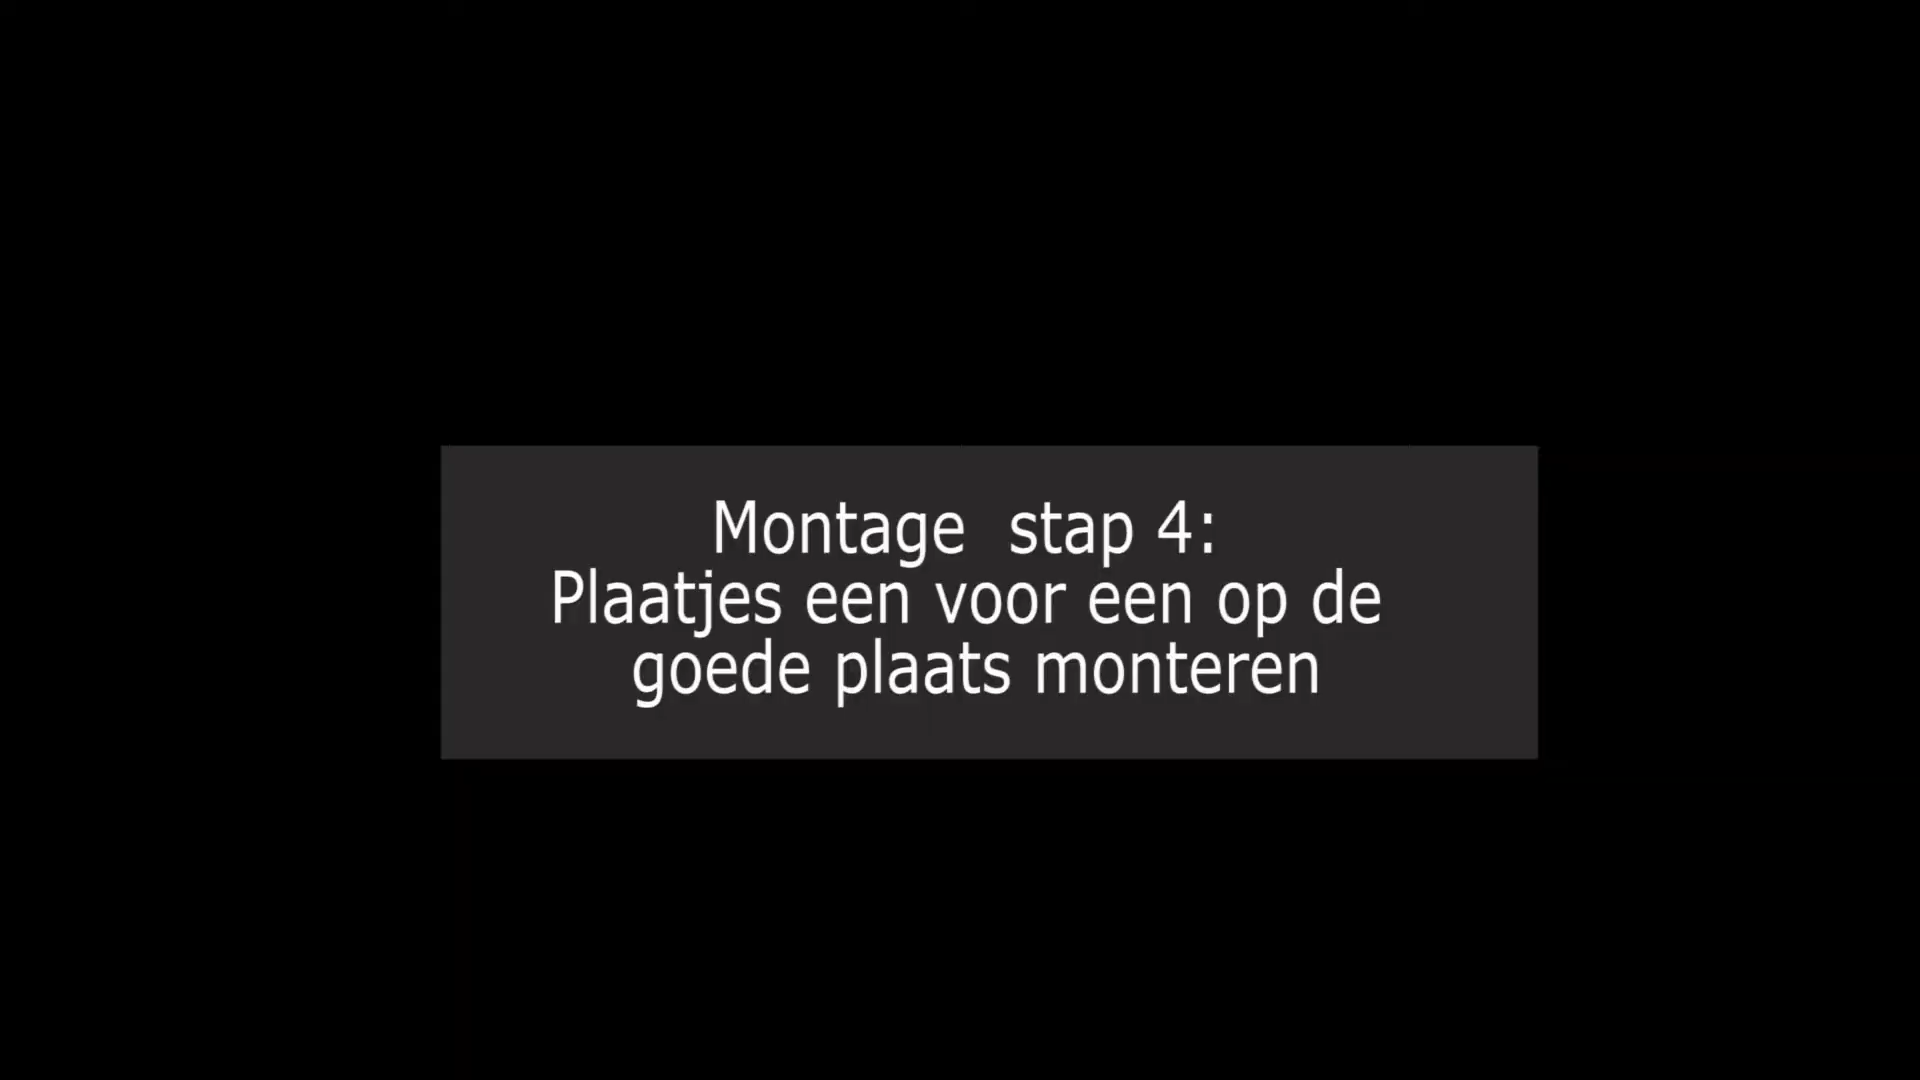 Montage  stap 4:
Plaatjes een voor een op de
goede plaats monteren